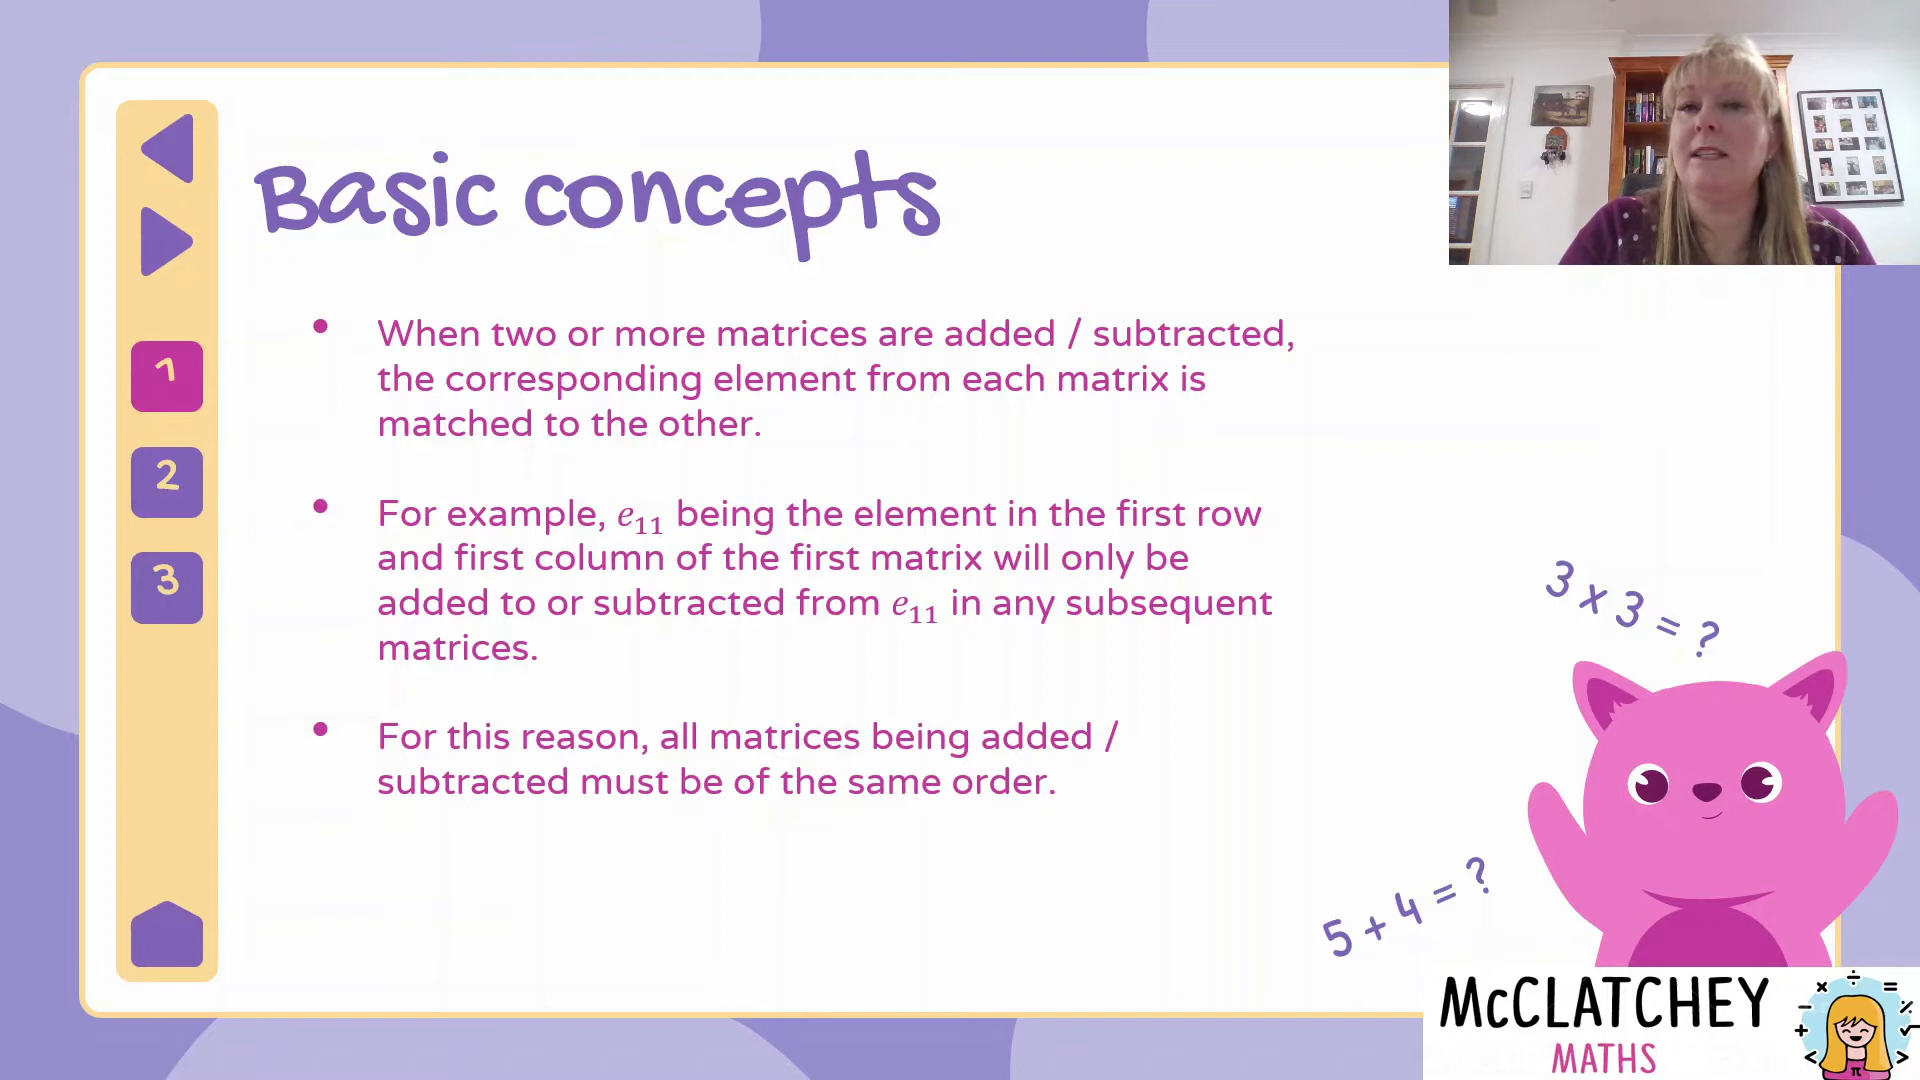 Basic concepts
1
2
3
• When two or more matrices are added / subtracted,
the corresponding element from each matrix is
matched to the other.
• For example, e₁₁ being the element in the first row
and first column of the first matrix will only be
added to or subtracted from e₁₁ in any subsequent
matrices.
• For this reason, all matrices being added /
subtracted must be of the same order.
3 x 3 = ?
5 + 4 = ?
McCLATCHEY
MATHS